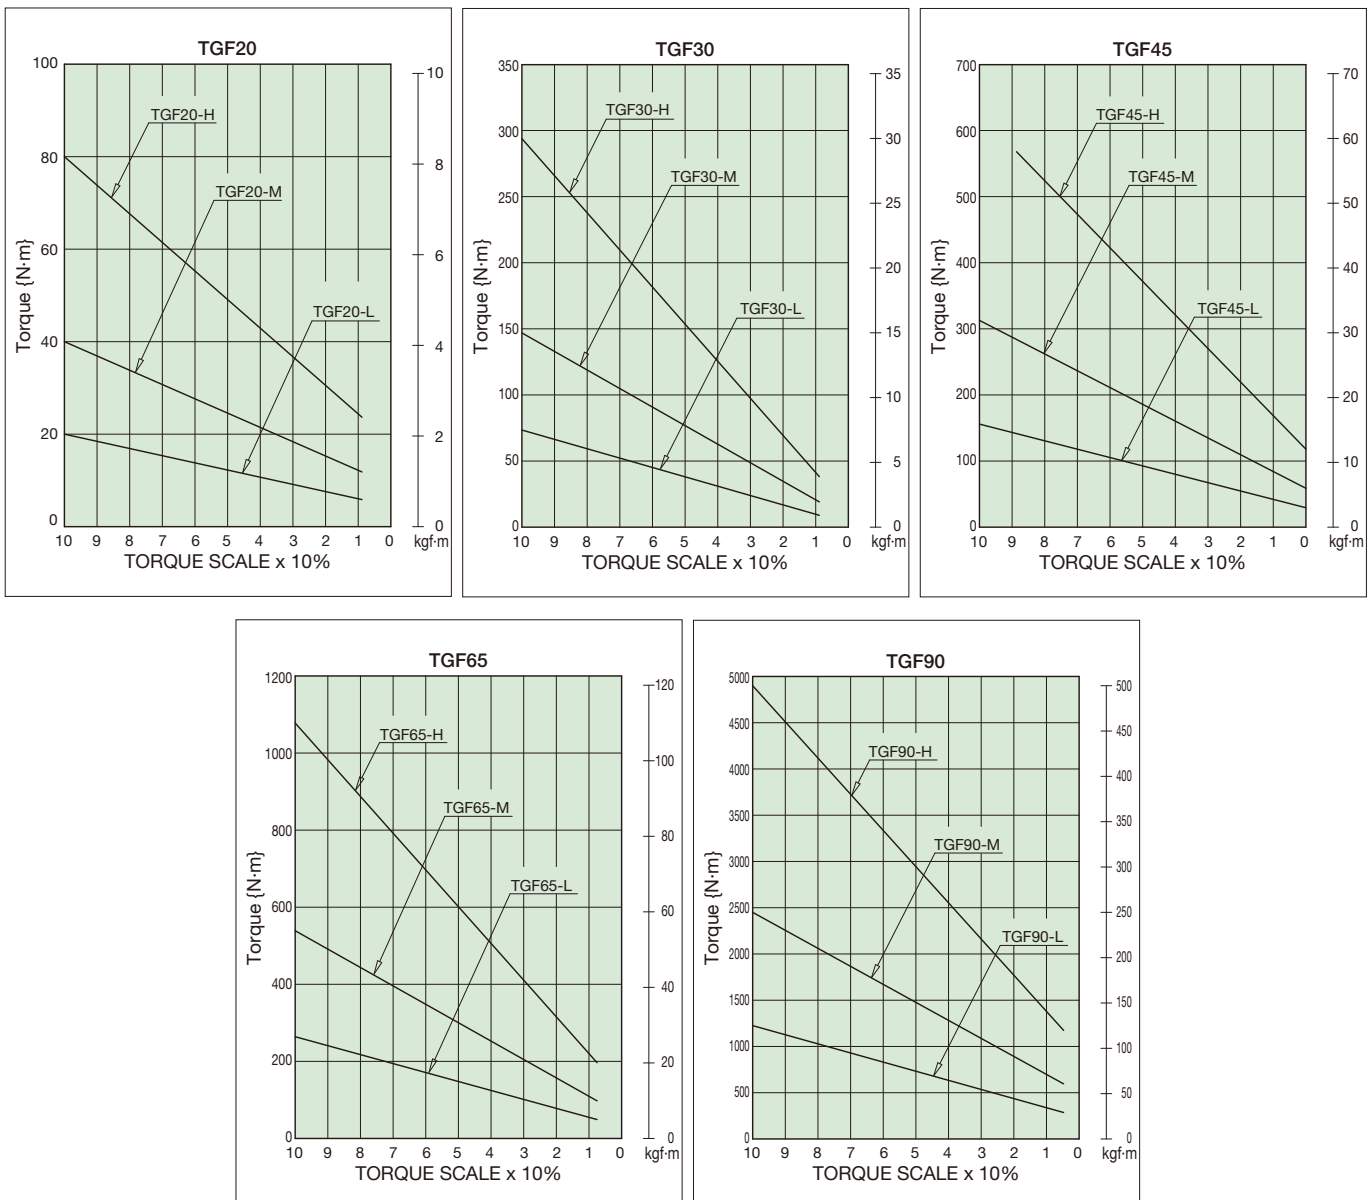 TGF20
100
80
60
40
20
0
Torque {N·m}
TGF20-H
TGF20-M
TGF20-L
10
8
6
4
2
0
kgf·m
10 9 8 7 6 5 4 3 2 1 0
TORQUE SCALE x 10%
TGF30
350
300
250
200
150
100
50
0
Torque {N·m}
TGF30-H
TGF30-M
TGF30-L
35
30
25
20
15
10
5
0
kgf·m
10 9 8 7 6 5 4 3 2 1 0
TORQUE SCALE x 10%
TGF45
700
600
500
400
300
200
100
0
Torque {N·m}
TGF45-H
TGF45-M
TGF45-L
70
60
50
40
30
20
10
0
kgf·m
10 9 8 7 6 5 4 3 2 1 0
TORQUE SCALE x 10%
TGF65
1200
1000
800
600
400
200
0
Torque {N·m}
TGF65-H
TGF65-M
TGF65-L
120
100
80
60
40
20
0
kgf·m
10 9 8 7 6 5 4 3 2 1 0
TORQUE SCALE x 10%
TGF90
5000
4500
4000
3500
3000
2500
2000
1500
1000
500
0
Torque {N·m}
TGF90-H
TGF90-M
TGF90-L
500
450
400
350
300
250
200
150
100
50
0
kgf·m
10 9 8 7 6 5 4 3 2 1 0
TORQUE SCALE x 10%